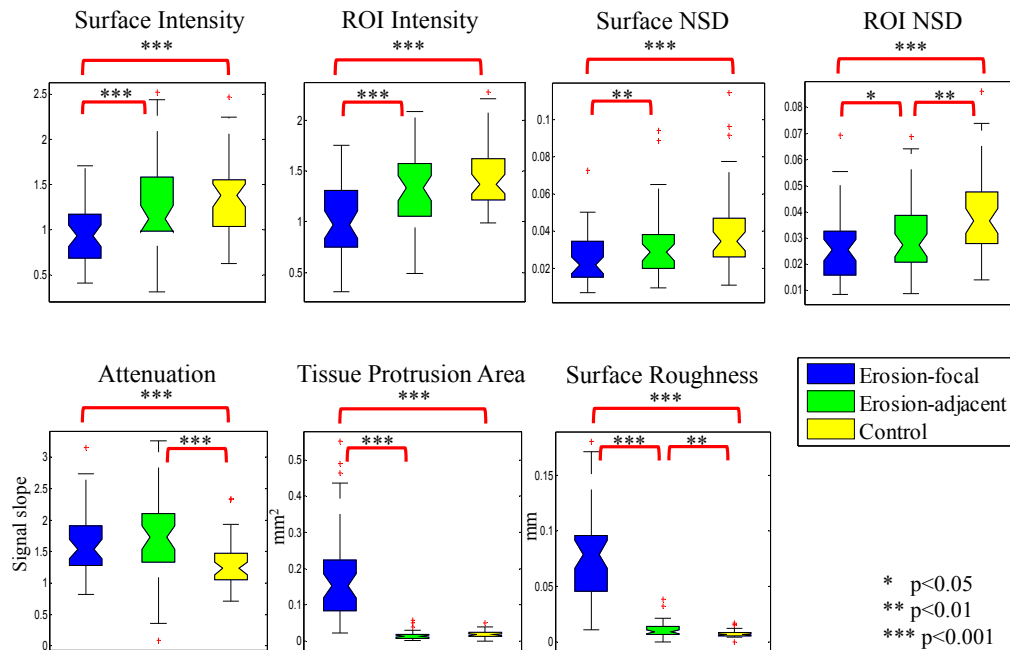 Surface Intensity ROI Intensity Surface NSD ROI NSD
*** *** *** ***
*** *** ** * **
2.5
2
1.5
1
0.5
2
1.5
1
0.5
0.1
0.08
0.06
0.04
0.02
0.08
0.07
0.06
0.05
0.04
0.03
0.02
0.01
Attenuation Tissue Protrusion Area Surface Roughness
*** *** ***
*** *** *** **
Signal slope
3
2.5
2
1.5
1
0.5
0
mm²
0.5
0.4
0.3
0.2
0.1
0
mm
0.15
0.1
0.05
0
Erosion-focal
Erosion-adjacent
Control
* p<0.05
** p<0.01
*** p<0.001